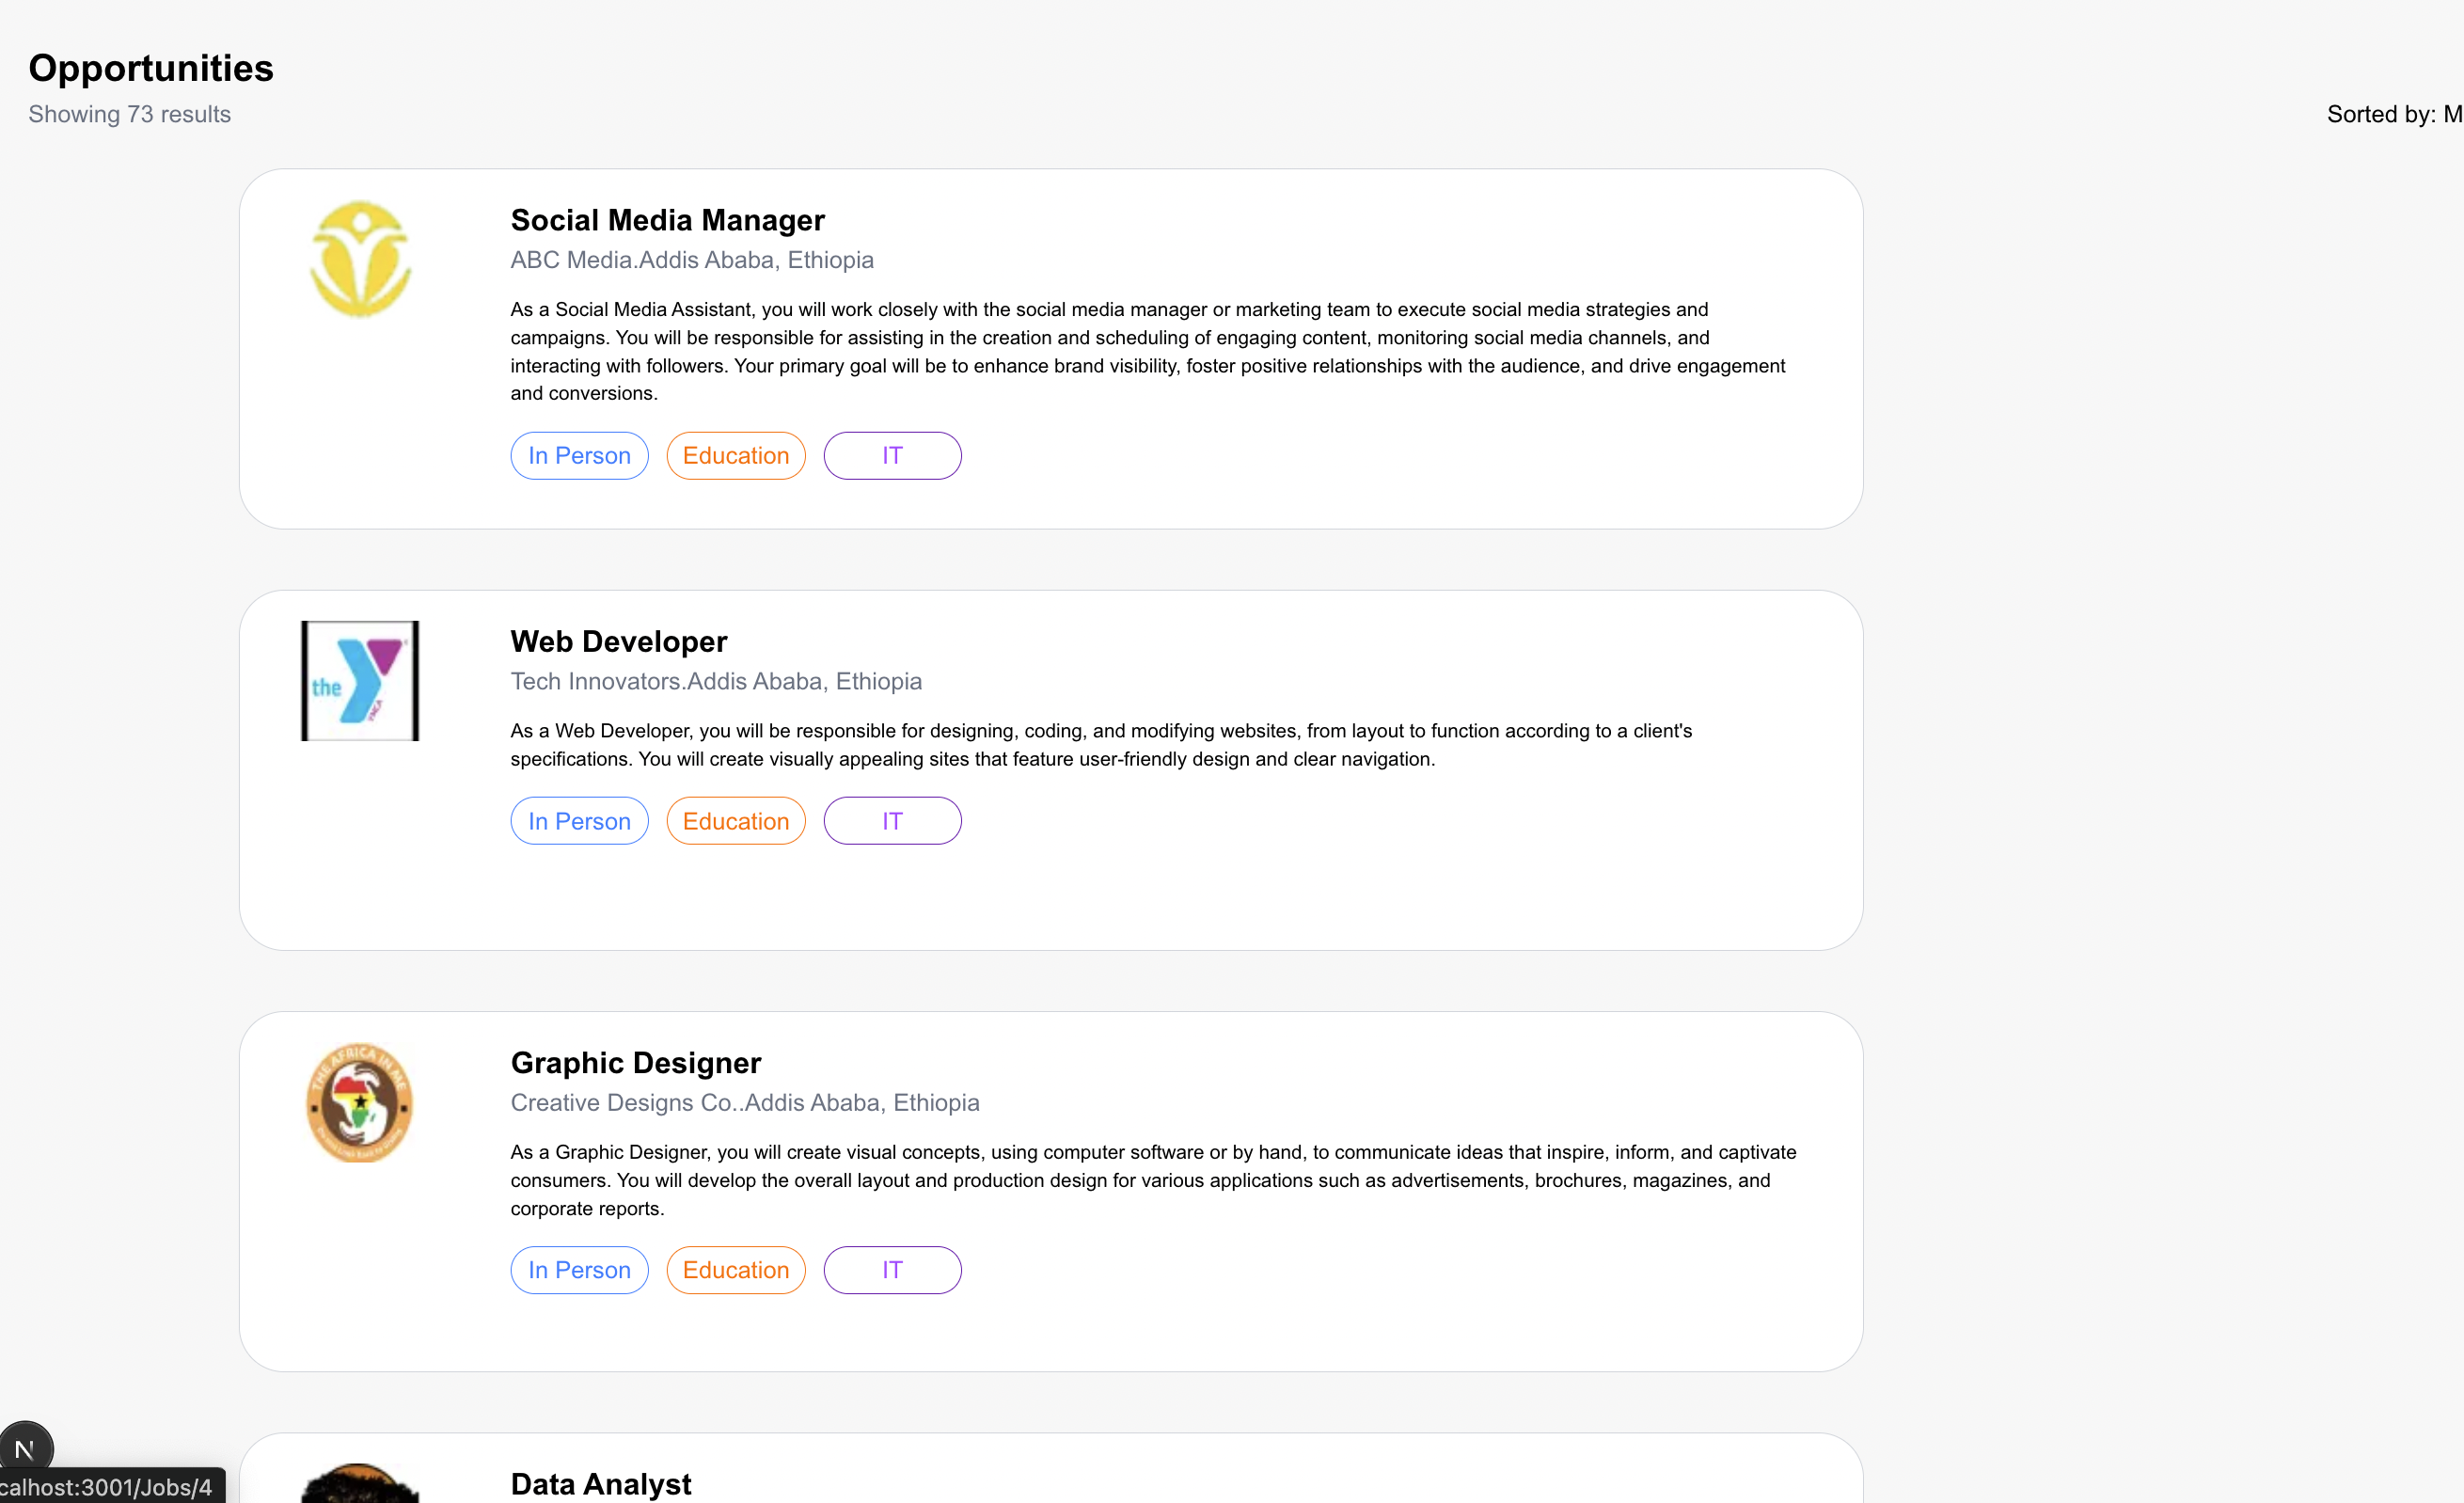 Opportunities
Showing 73 results
Sorted by: M
Social Media Manager
ABC Media.Addis Ababa, Ethiopia
As a Social Media Assistant, you will work closely with the social media manager or marketing team to execute social media strategies and
campaigns. You will be responsible for assisting in the creation and scheduling of engaging content, monitoring social media channels, and
interacting with followers. Your primary goal will be to enhance brand visibility, foster positive relationships with the audience, and drive engagement
and conversions.
In Person Education IT
the
YMCA
Web Developer
Tech Innovators.Addis Ababa, Ethiopia
As a Web Developer, you will be responsible for designing, coding, and modifying websites, from layout to function according to a client's
specifications. You will create visually appealing sites that feature user-friendly design and clear navigation.
In Person Education IT
THE AFRICA IN ME
Graphic Designer
Creative Designs Co..Addis Ababa, Ethiopia
As a Graphic Designer, you will create visual concepts, using computer software or by hand, to communicate ideas that inspire, inform, and captivate
consumers. You will develop the overall layout and production design for various applications such as advertisements, brochures, magazines, and
corporate reports.
In Person Education IT
Data Analyst
N
calhost:3001/Jobs/4